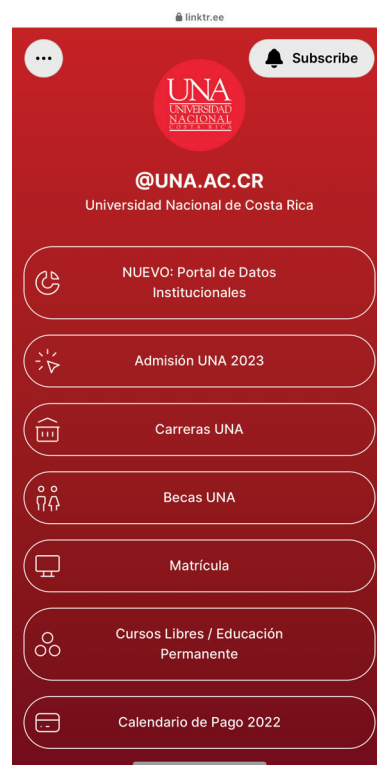 linktr.ee
...
Subscribe
UNA
UNIVERSIDAD
NACIONAL
COSTA RICA
@UNA.AC.CR
Universidad Nacional de Costa Rica
NUEVO: Portal de Datos
Institucionales
Admisión UNA 2023
Carreras UNA
Becas UNA
Matrícula
Cursos Libres / Educación
Permanente
Calendario de Pago 2022